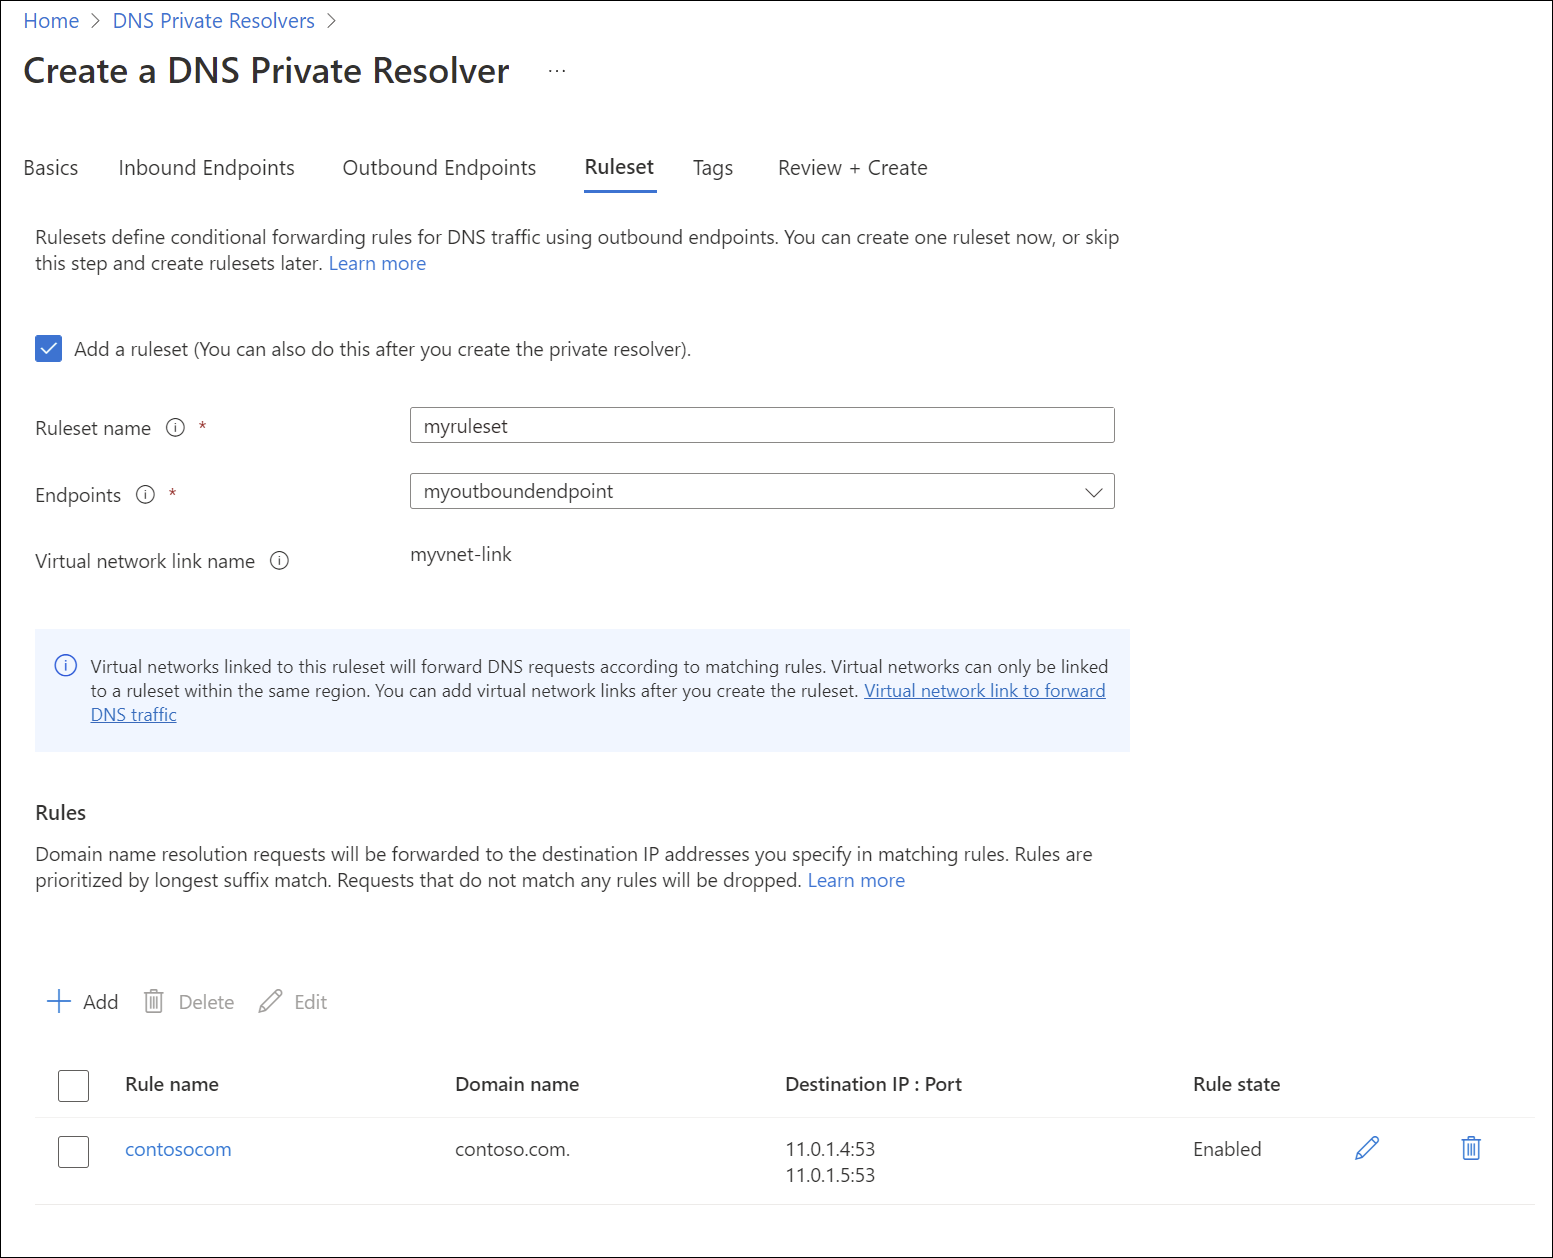 Home > DNS Private Resolvers >
Create a DNS Private Resolver ...
Basics Inbound Endpoints Outbound Endpoints Ruleset Tags Review + Create
Rulesets define conditional forwarding rules for DNS traffic using outbound endpoints. You can create one ruleset now, or skip
this step and create rulesets later. Learn more
Add a ruleset (You can also do this after you create the private resolver).
Ruleset name * myruleset
Endpoints * myoutboundendpoint
Virtual network link name myvnet-link
Virtual networks linked to this ruleset will forward DNS requests according to matching rules. Virtual networks can only be linked
to a ruleset within the same region. You can add virtual network links after you create the ruleset. Virtual network link to forward
DNS traffic
Rules
Domain name resolution requests will be forwarded to the destination IP addresses you specify in matching rules. Rules are
prioritized by longest suffix match. Requests that do not match any rules will be dropped. Learn more
Add Delete Edit
Rule name Domain name Destination IP : Port Rule state
contosocom contoso.com. 11.0.1.4:53 Enabled
11.0.1.5:53